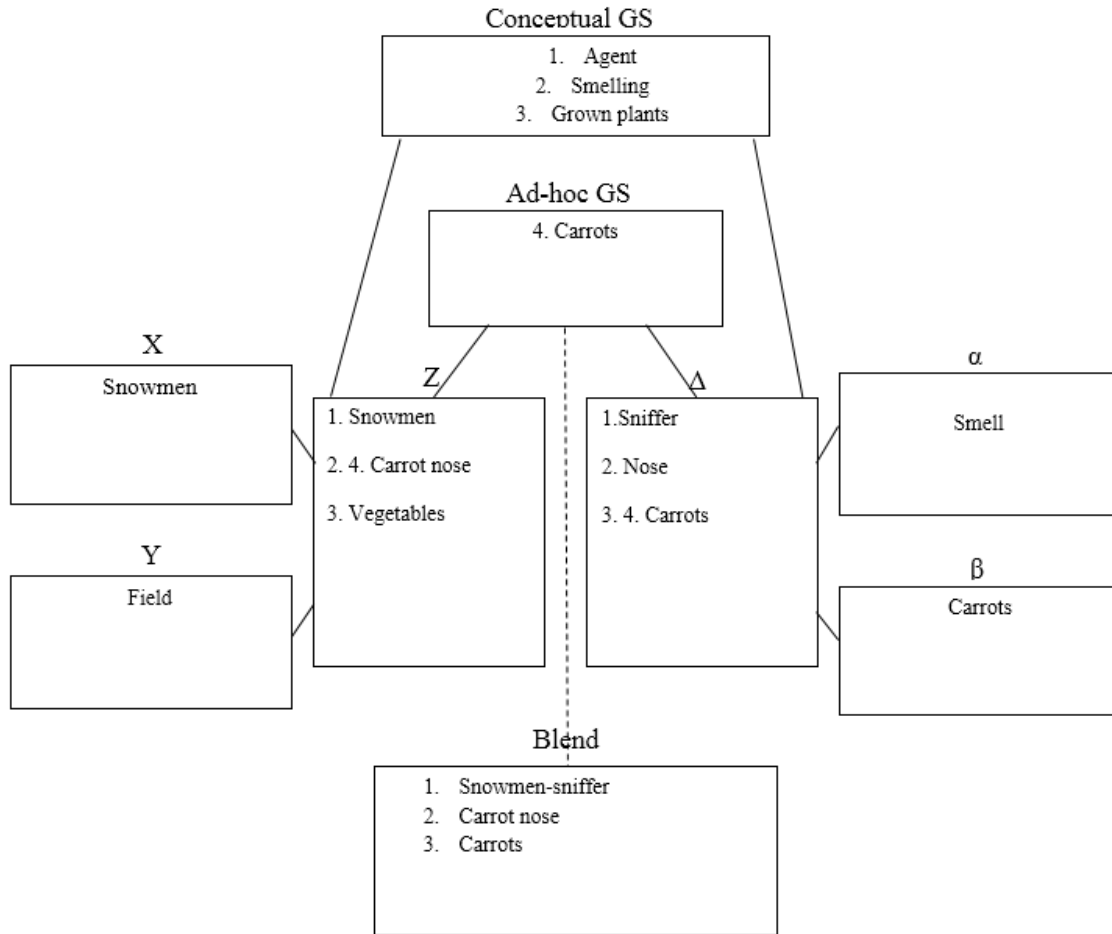 Conceptual GS
1. Agent
2. Smelling
3. Grown plants
Ad-hoc GS
4. Carrots
X
Snowmen
Z
1. Snowmen
2. 4. Carrot nose
3. Vegetables
Δ
1.Sniffer
2. Nose
3. 4. Carrots
α
Smell
Y
Field
β
Carrots
Blend
1. Snowmen-sniffer
2. Carrot nose
3. Carrots